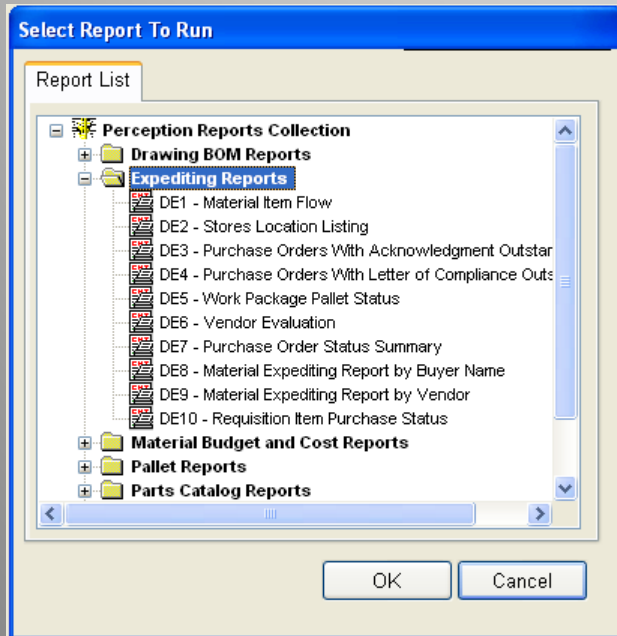 Select Report To Run
Report List
Perception Reports Collection
Drawing BOM Reports
Expediting Reports
DE1 - Material Item Flow
DE2 - Stores Location Listing
DE3 - Purchase Orders With Acknowledgment Outstar
DE4 - Purchase Orders With Letter of Compliance Outs
DE5 - Work Package Pallet Status
DE6 - Vendor Evaluation
DE7 - Purchase Order Status Summary
DE8 - Material Expediting Report by Buyer Name
DE9 - Material Expediting Report by Vendor
DE10 - Requisition Item Purchase Status
Material Budget and Cost Reports
Pallet Reports
Parts Catalog Reports
OK Cancel